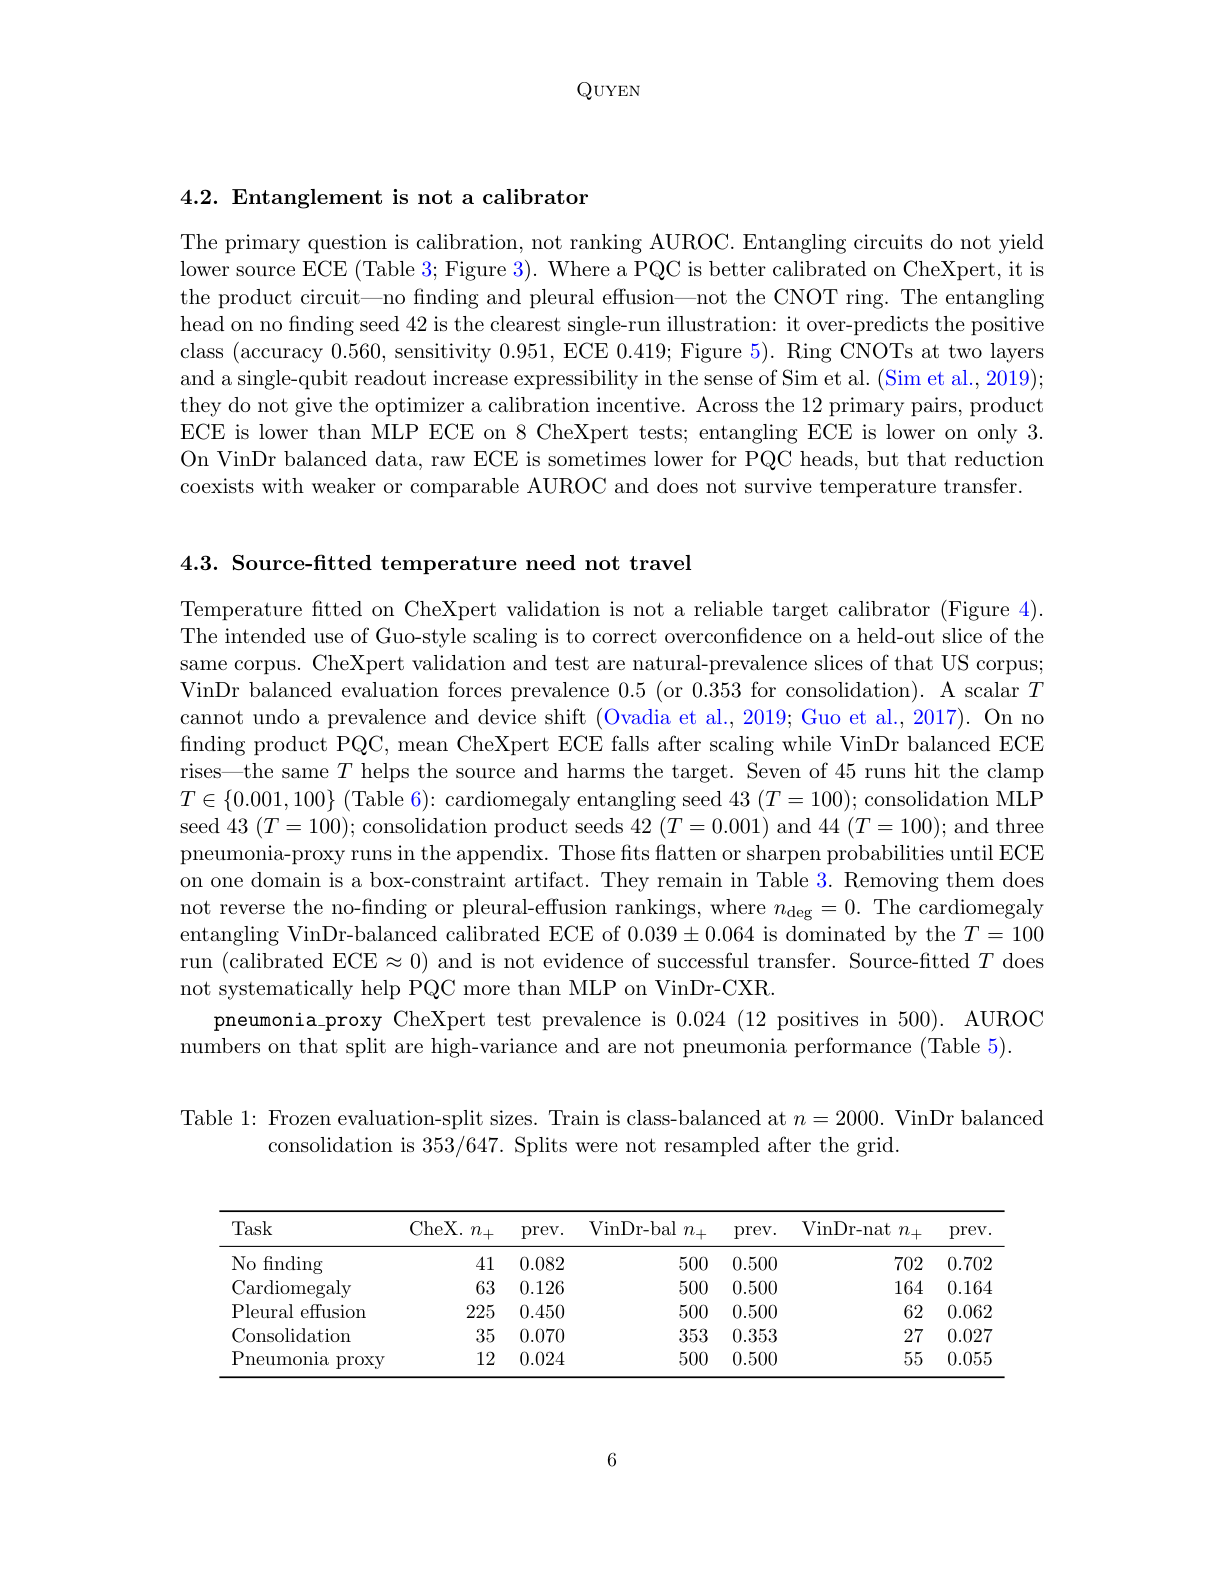 QUYEN
4.2. Entanglement is not a calibrator
The primary question is calibration, not ranking AUROC. Entangling circuits do not yield
lower source ECE (Table 3; Figure 3). Where a PQC is better calibrated on CheXpert, it is
the product circuit—no finding and pleural effusion—not the CNOT ring. The entangling
head on no finding seed 42 is the clearest single-run illustration: it over-predicts the positive
class (accuracy 0.560, sensitivity 0.951, ECE 0.419; Figure 5). Ring CNOTs at two layers
and a single-qubit readout increase expressibility in the sense of Sim et al. (Sim et al., 2019);
they do not give the optimizer a calibration incentive. Across the 12 primary pairs, product
ECE is lower than MLP ECE on 8 CheXpert tests; entangling ECE is lower on only 3.
On VinDr balanced data, raw ECE is sometimes lower for PQC heads, but that reduction
coexists with weaker or comparable AUROC and does not survive temperature transfer.
4.3. Source-fitted temperature need not travel
Temperature fitted on CheXpert validation is not a reliable target calibrator (Figure 4).
The intended use of Guo-style scaling is to correct overconfidence on a held-out slice of the
same corpus. CheXpert validation and test are natural-prevalence slices of that US corpus;
VinDr balanced evaluation forces prevalence 0.5 (or 0.353 for consolidation). A scalar T
cannot undo a prevalence and device shift (Ovadia et al., 2019; Guo et al., 2017). On no
finding product PQC, mean CheXpert ECE falls after scaling while VinDr balanced ECE
rises—the same T helps the source and harms the target. Seven of 45 runs hit the clamp
T ∈ {0.001, 100} (Table 6): cardiomegaly entangling seed 43 (T = 100); consolidation MLP
seed 43 (T = 100); consolidation product seeds 42 (T = 0.001) and 44 (T = 100); and three
pneumonia-proxy runs in the appendix. Those fits flatten or sharpen probabilities until ECE
on one domain is a box-constraint artifact. They remain in Table 3. Removing them does
not reverse the no-finding or pleural-effusion rankings, where n_deg = 0. The cardiomegaly
entangling VinDr-balanced calibrated ECE of 0.039 ± 0.064 is dominated by the T = 100
run (calibrated ECE ≈ 0) and is not evidence of successful transfer. Source-fitted T does
not systematically help PQC more than MLP on VinDr-CXR.
pneumonia_proxy CheXpert test prevalence is 0.024 (12 positives in 500). AUROC
numbers on that split are high-variance and are not pneumonia performance (Table 5).
Table 1: Frozen evaluation-split sizes. Train is class-balanced at n = 2000. VinDr balanced
consolidation is 353/647. Splits were not resampled after the grid.
Task CheX. n+ prev. VinDr-bal n+ prev. VinDr-nat n+ prev.
No finding 41 0.082 500 0.500 702 0.702
Cardiomegaly 63 0.126 500 0.500 164 0.164
Pleural effusion 225 0.450 500 0.500 62 0.062
Consolidation 35 0.070 353 0.353 27 0.027
Pneumonia proxy 12 0.024 500 0.500 55 0.055
6